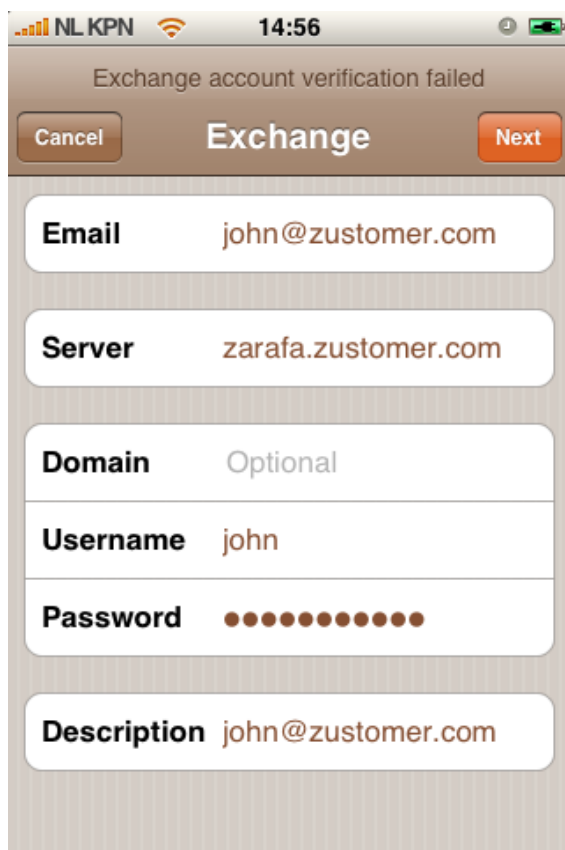 NL KPN 14:56
Exchange account verification failed
Cancel Exchange Next
Email john@zustomer.com
Server zarafa.zustomer.com
Domain Optional
Username john
Password ●●●●●●●●●●●
Description john@zustomer.com